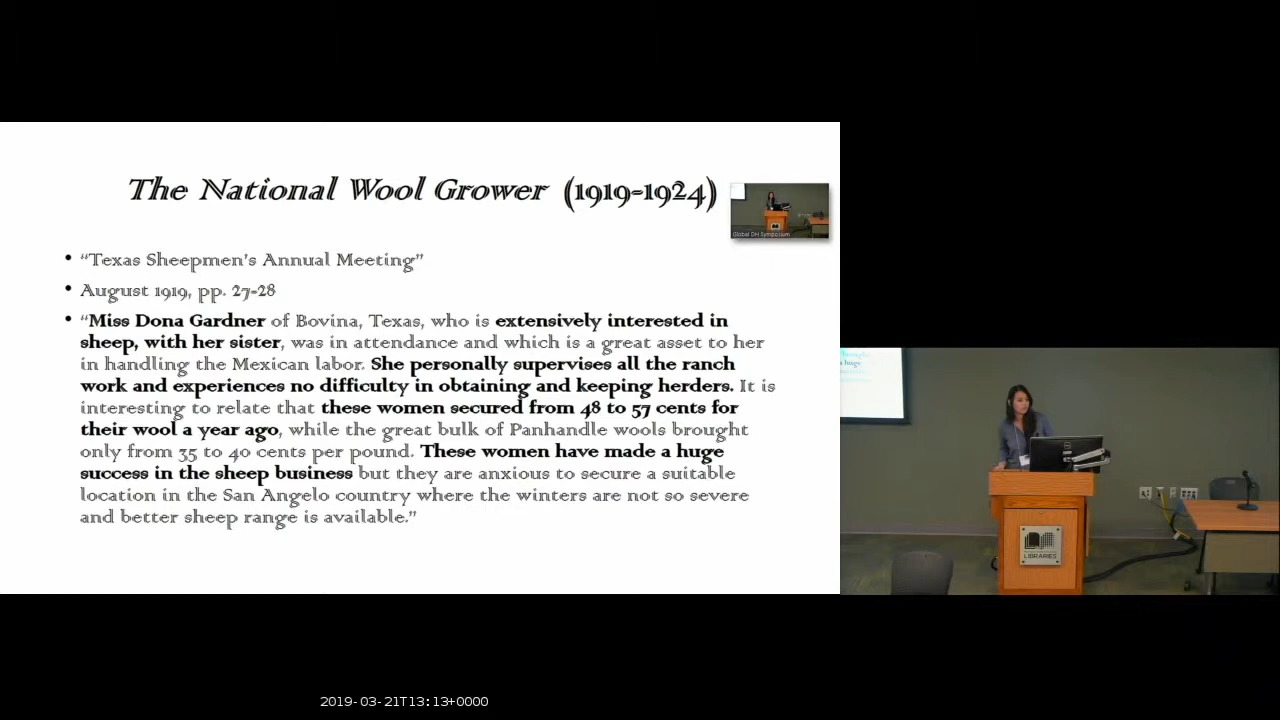 The National Wool Grower (1919-1924)
Global DH Symposium
• “Texas Sheepmen’s Annual Meeting”
• August 1919, pp. 27-28
• “Miss Dona Gardner of Bovina, Texas, who is extensively interested in
sheep, with her sister, was in attendance and which is a great asset to her
in handling the Mexican labor. She personally supervises all the ranch
work and experiences no difficulty in obtaining and keeping herders. It is
interesting to relate that these women secured from 48 to 57 cents for
their wool a year ago, while the great bulk of Panhandle wools brought
only from 35 to 40 cents per pound. These women have made a huge
success in the sheep business but they are anxious to secure a suitable
location in the San Angelo country where the winters are not so severe
and better sheep range is available.”
LIBRARIES
2019-03-21T13:13+0000